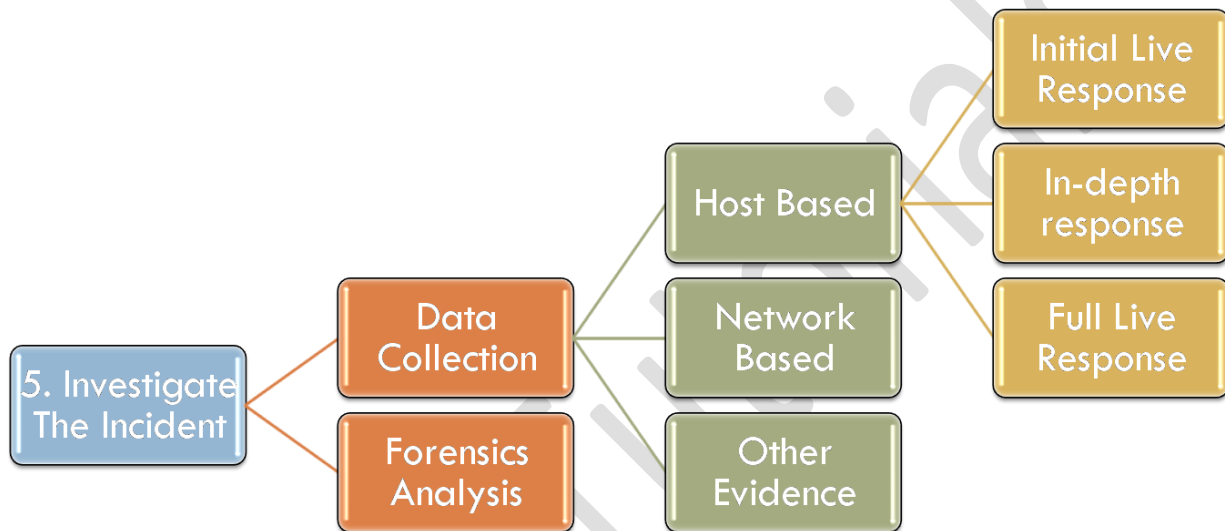 5. Investigate
The Incident
Data
Collection
Forensics
Analysis
Host Based
Network
Based
Other
Evidence
Initial Live
Response
In-depth
response
Full Live
Response